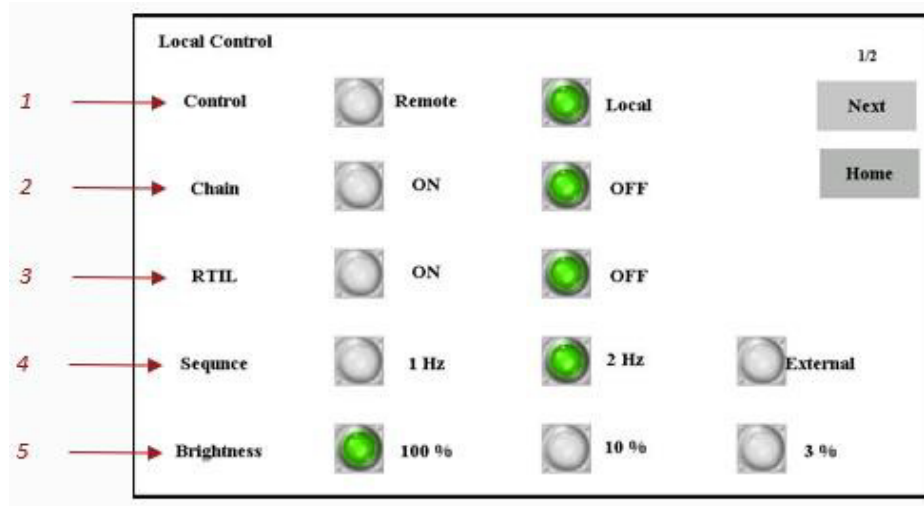 Local Control
1/2
1 Control Remote Local Next
2 Chain ON OFF Home
3 RTIL ON OFF
4 Sequnce 1 Hz 2 Hz External
5 Brightness 100 % 10 % 3 %